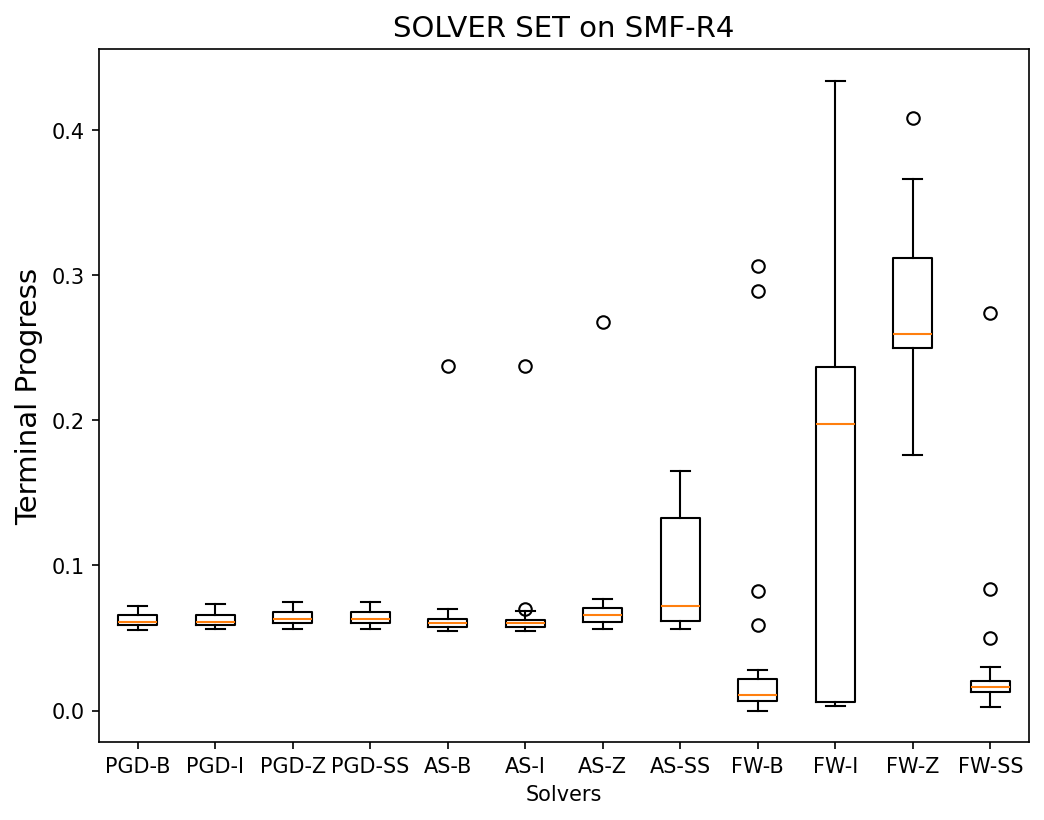 SOLVER SET on SMF-R4
Terminal Progress
0.4
0.3
0.2
0.1
0.0
PGD-B PGD-I PGD-Z PGD-SS AS-B AS-I AS-Z AS-SS FW-B FW-I FW-Z FW-SS
Solvers